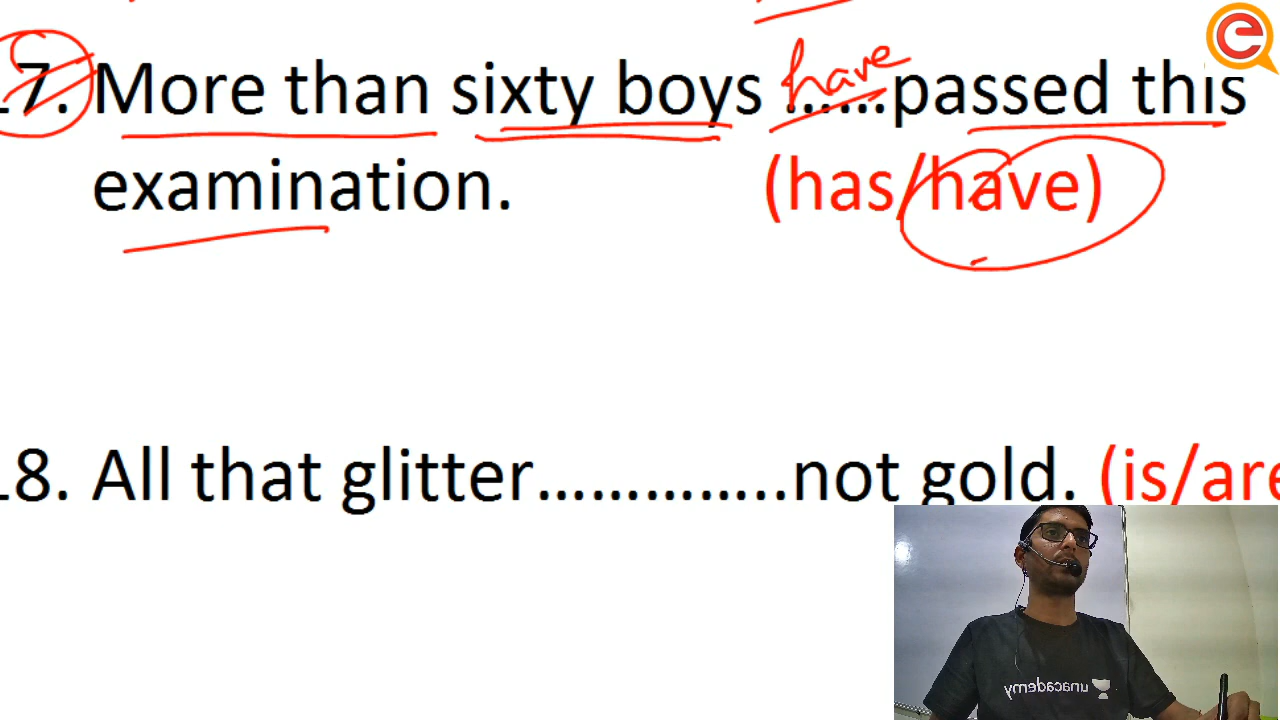 have
17. More than sixty boys ......passed this
examination. (has/have)
18. All that glitter..............not gold. (is/are
unacademy
e